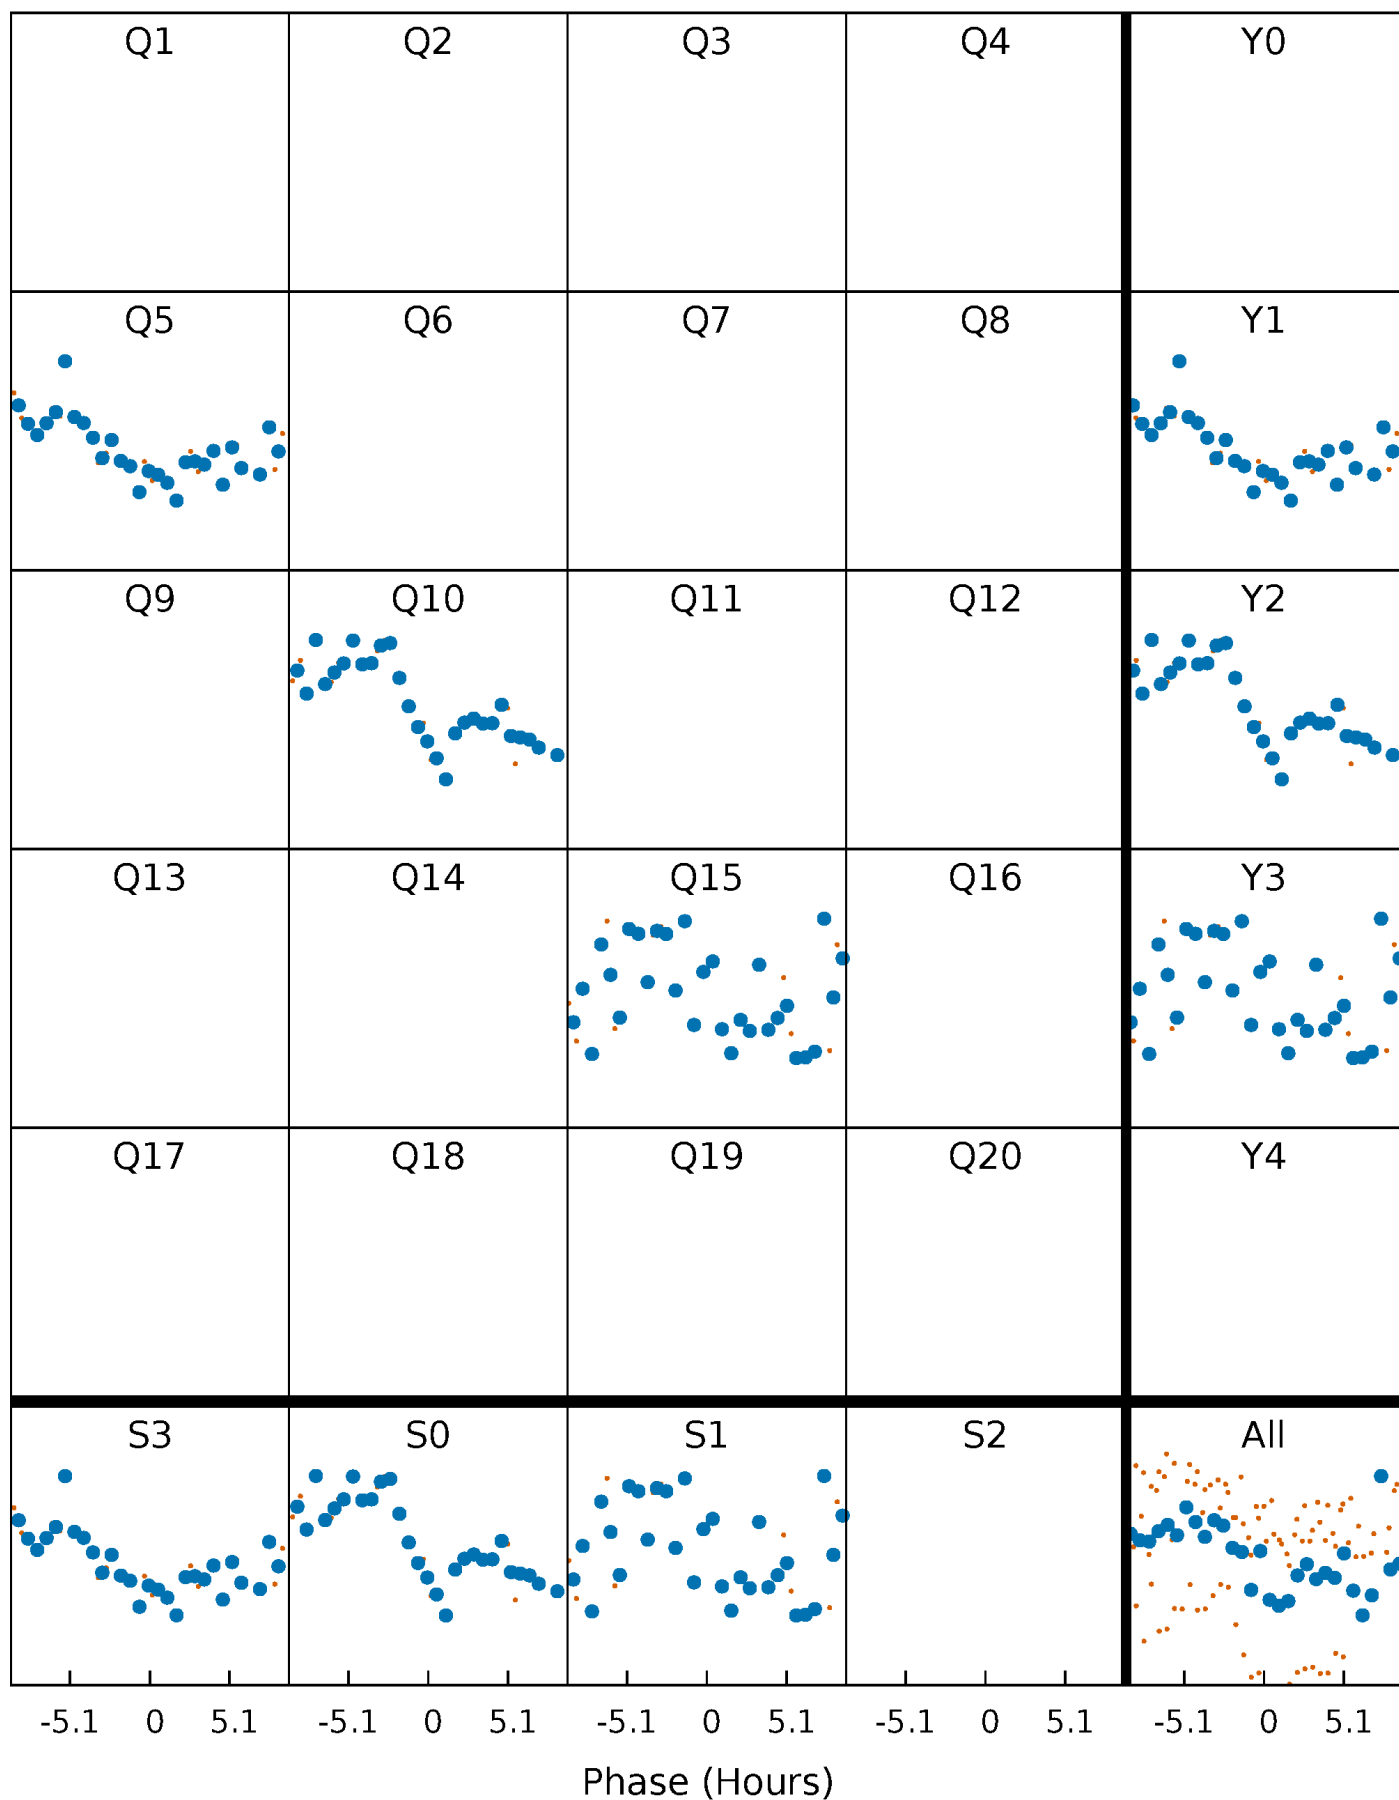 Q1 Q2 Q3 Q4 Y0
Q5 Q6 Q7 Q8 Y1
Q9 Q10 Q11 Q12 Y2
Q13 Q14 Q15 Q16 Y3
Q17 Q18 Q19 Q20 Y4
S3 S0 S1 S2 All
-5.1 0 5.1 -5.1 0 5.1 -5.1 0 5.1 -5.1 0 5.1 -5.1 0 5.1
Phase (Hours)